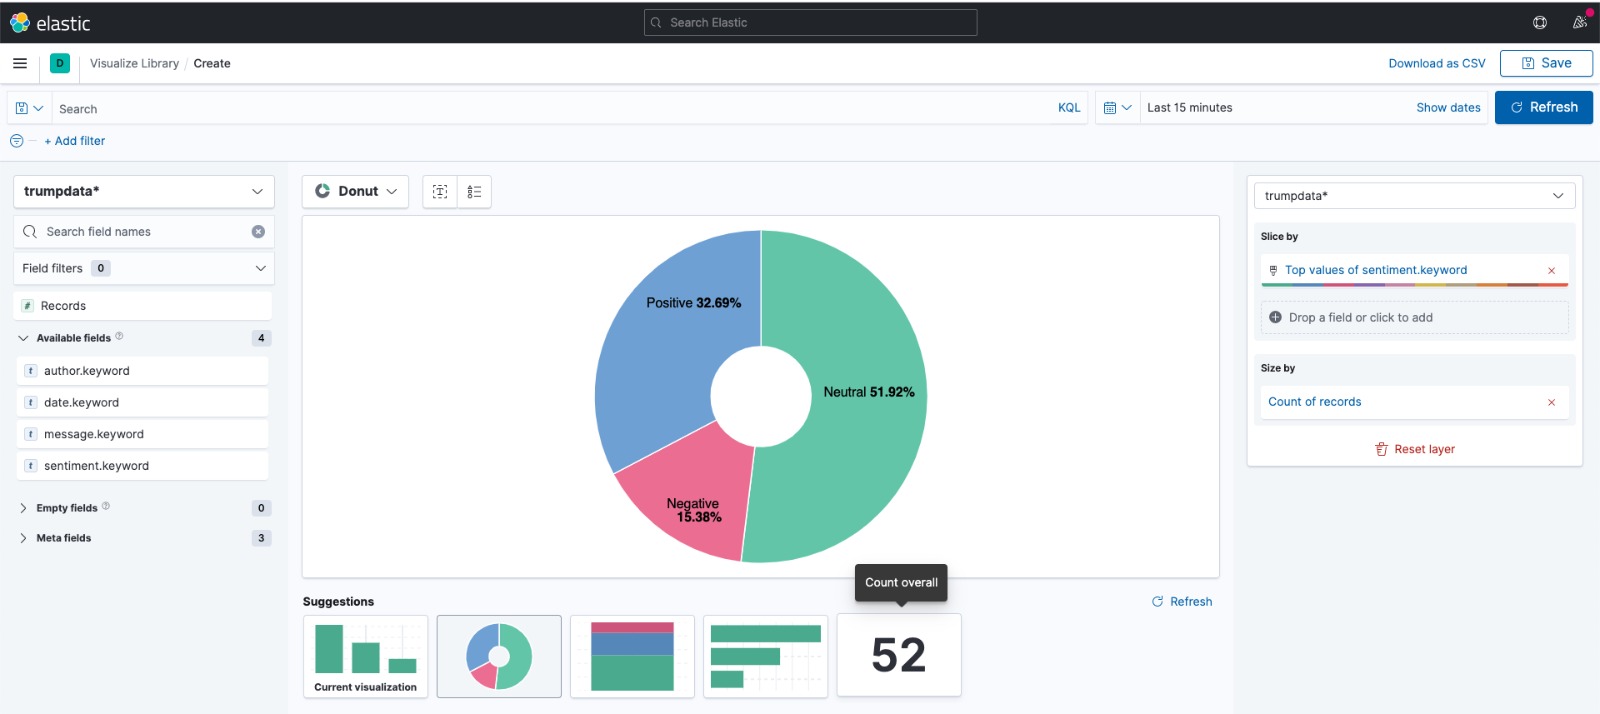 elastic
Search Elastic
D
Visualize Library / Create
Download as CSV
Save
Search
KQL
Last 15 minutes
Show dates
Refresh
+ Add filter
trumpdata*
Search field names
Field filters 0
# Records
Available fields ? 4
t author.keyword
t date.keyword
t message.keyword
t sentiment.keyword
Empty fields ? 0
Meta fields 3
Donut
Positive 32.69%
Neutral 51.92%
Negative
15.38%
Count overall
Suggestions
Refresh
Current visualization
52
trumpdata*
Slice by
Top values of sentiment.keyword
Drop a field or click to add
Size by
Count of records
Reset layer